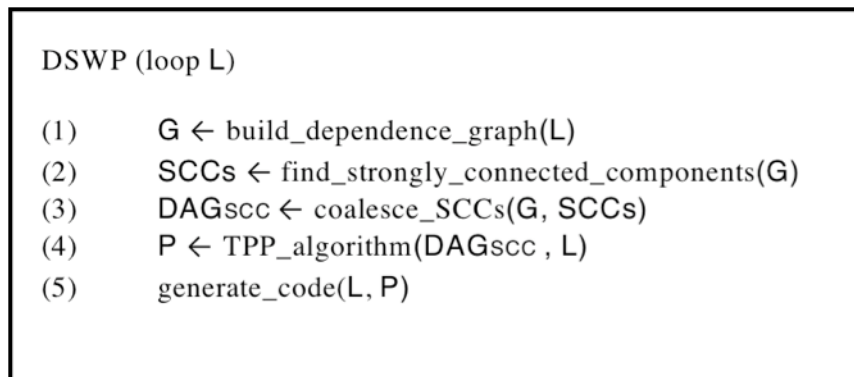 DSWP (loop L)
(1) G ← build_dependence_graph(L)
(2) SCCs ← find_strongly_connected_components(G)
(3) DAGscc ← coalesce_SCCs(G, SCCs)
(4) P ← TPP_algorithm(DAGscc , L)
(5) generate_code(L, P)